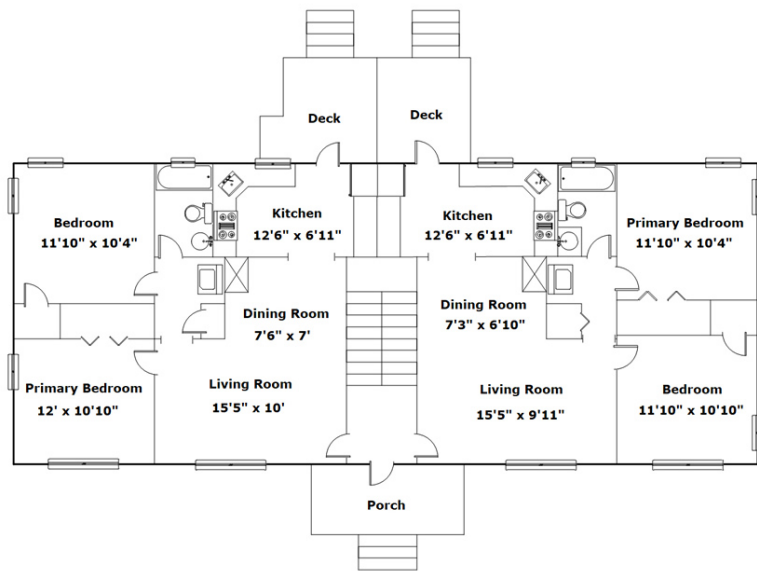 Deck
Deck
Bedroom
11'10" x 10'4"
Kitchen
12'6" x 6'11"
Kitchen
12'6" x 6'11"
Primary Bedroom
11'10" x 10'4"
Dining Room
7'6" x 7'
Dining Room
7'3" x 6'10"
Primary Bedroom
12' x 10'10"
Living Room
15'5" x 10'
Living Room
15'5" x 9'11"
Bedroom
11'10" x 10'10"
Porch